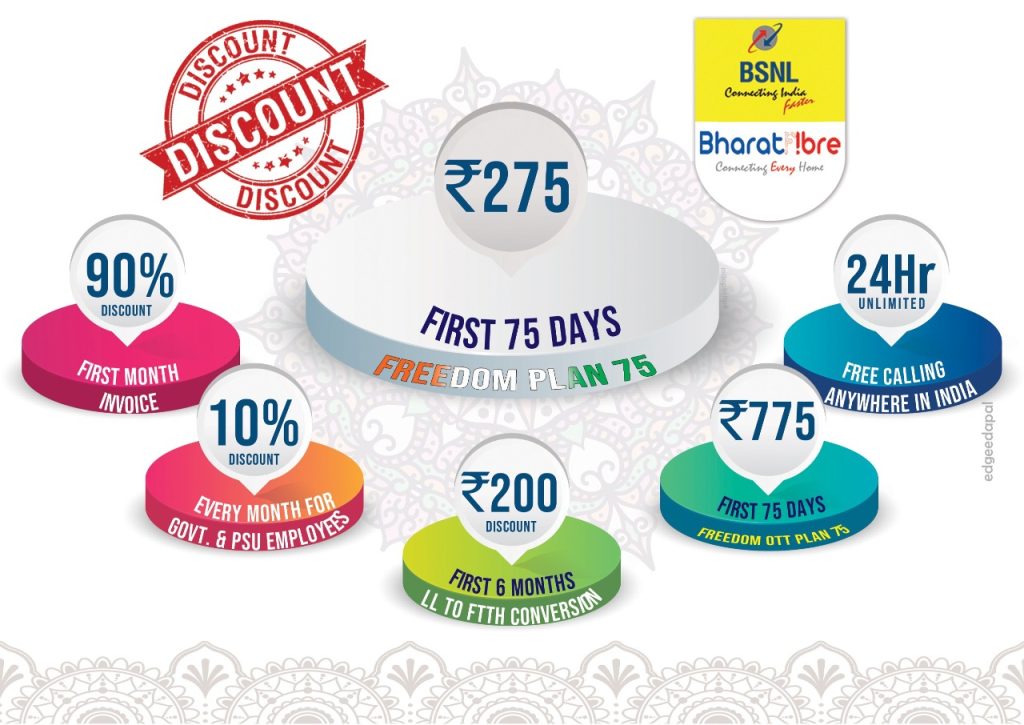 DISCOUNT
DISCOUNT
DISCOUNT
BSNL
Connecting India
faster
Bharat Fibre
Connecting Every Home
₹275
FIRST 75 DAYS
FREEDOM PLAN 75
90%
DISCOUNT
FIRST MONTH
INVOICE
10%
DISCOUNT
EVERY MONTH FOR
GOVT. & PSU EMPLOYEES
₹200
DISCOUNT
FIRST 6 MONTHS
LL TO FTTH CONVERSION
₹775
FIRST 75 DAYS
FREEDOM OTT PLAN 75
24Hr
UNLIMITED
FREE CALLING
ANYWHERE IN INDIA
edgeedapal